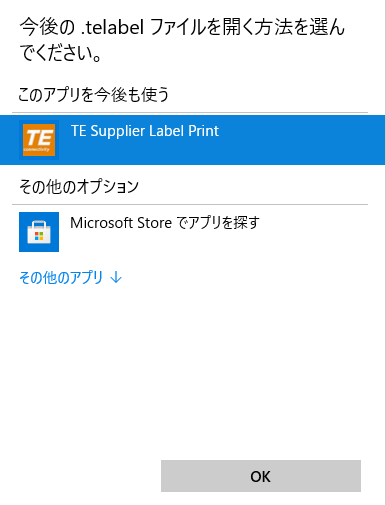 今後の .telabel ファイルを開く方法を選ん
でください。
このアプリを今後も使う
TE
connectivity
TE Supplier Label Print
その他のオプション
Microsoft Store でアプリを探す
その他のアプリ ↓
OK